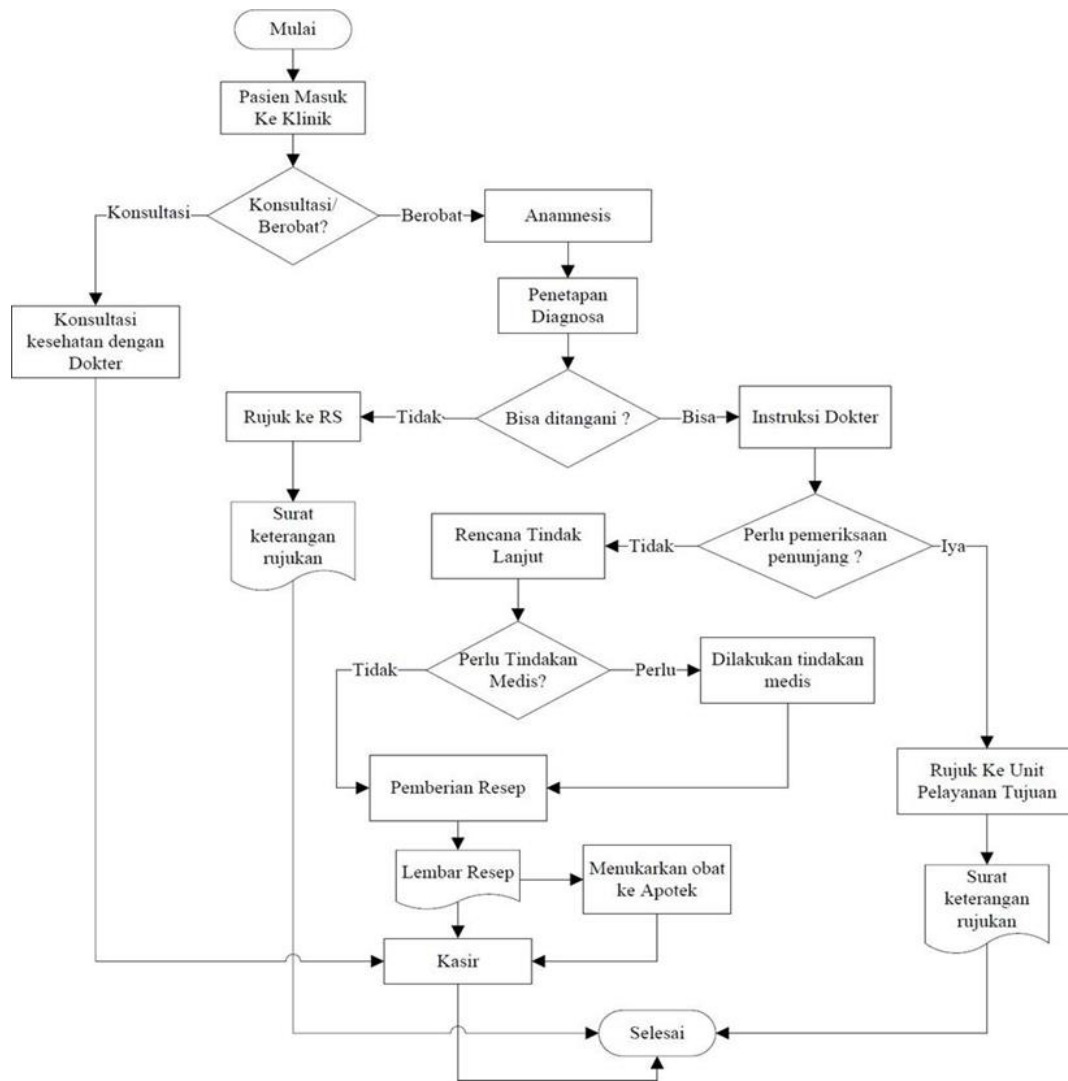 Mulai
Pasien Masuk
Ke Klinik
Konsultasi/
Berobat?
Konsultasi
Berobat
Anamnesis
Penetapan
Diagnosa
Konsultasi
kesehatan dengan
Dokter
Bisa ditangani ?
Tidak
Bisa
Rujuk ke RS
Instruksi Dokter
Surat
keterangan
rujukan
Perlu pemeriksaan
penunjang ?
Tidak
Iya
Rencana Tindak
Lanjut
Perlu Tindakan
Medis?
Tidak
Perlu
Dilakukan tindakan
medis
Pemberian Resep
Rujuk Ke Unit
Pelayanan Tujuan
Lembar Resep
Menukarkan obat
ke Apotek
Surat
keterangan
rujukan
Kasir
Selesai